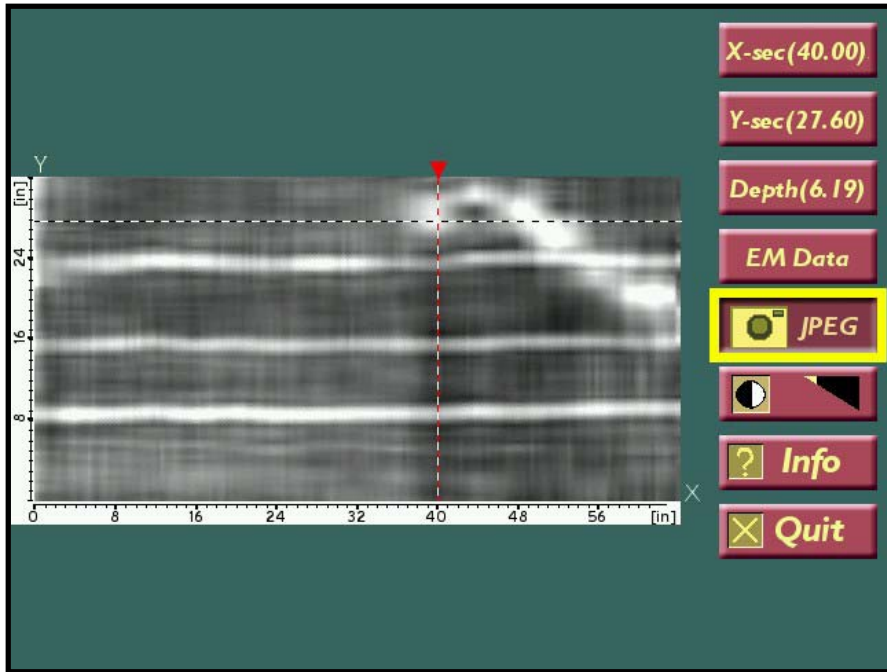 X-sec(40.00)
Y-sec(27.60)
Depth(6.19)
EM Data
JPEG
? Info
Quit
Y
[in]
24
16
8
0 8 16 24 32 40 48 56 [in]
X